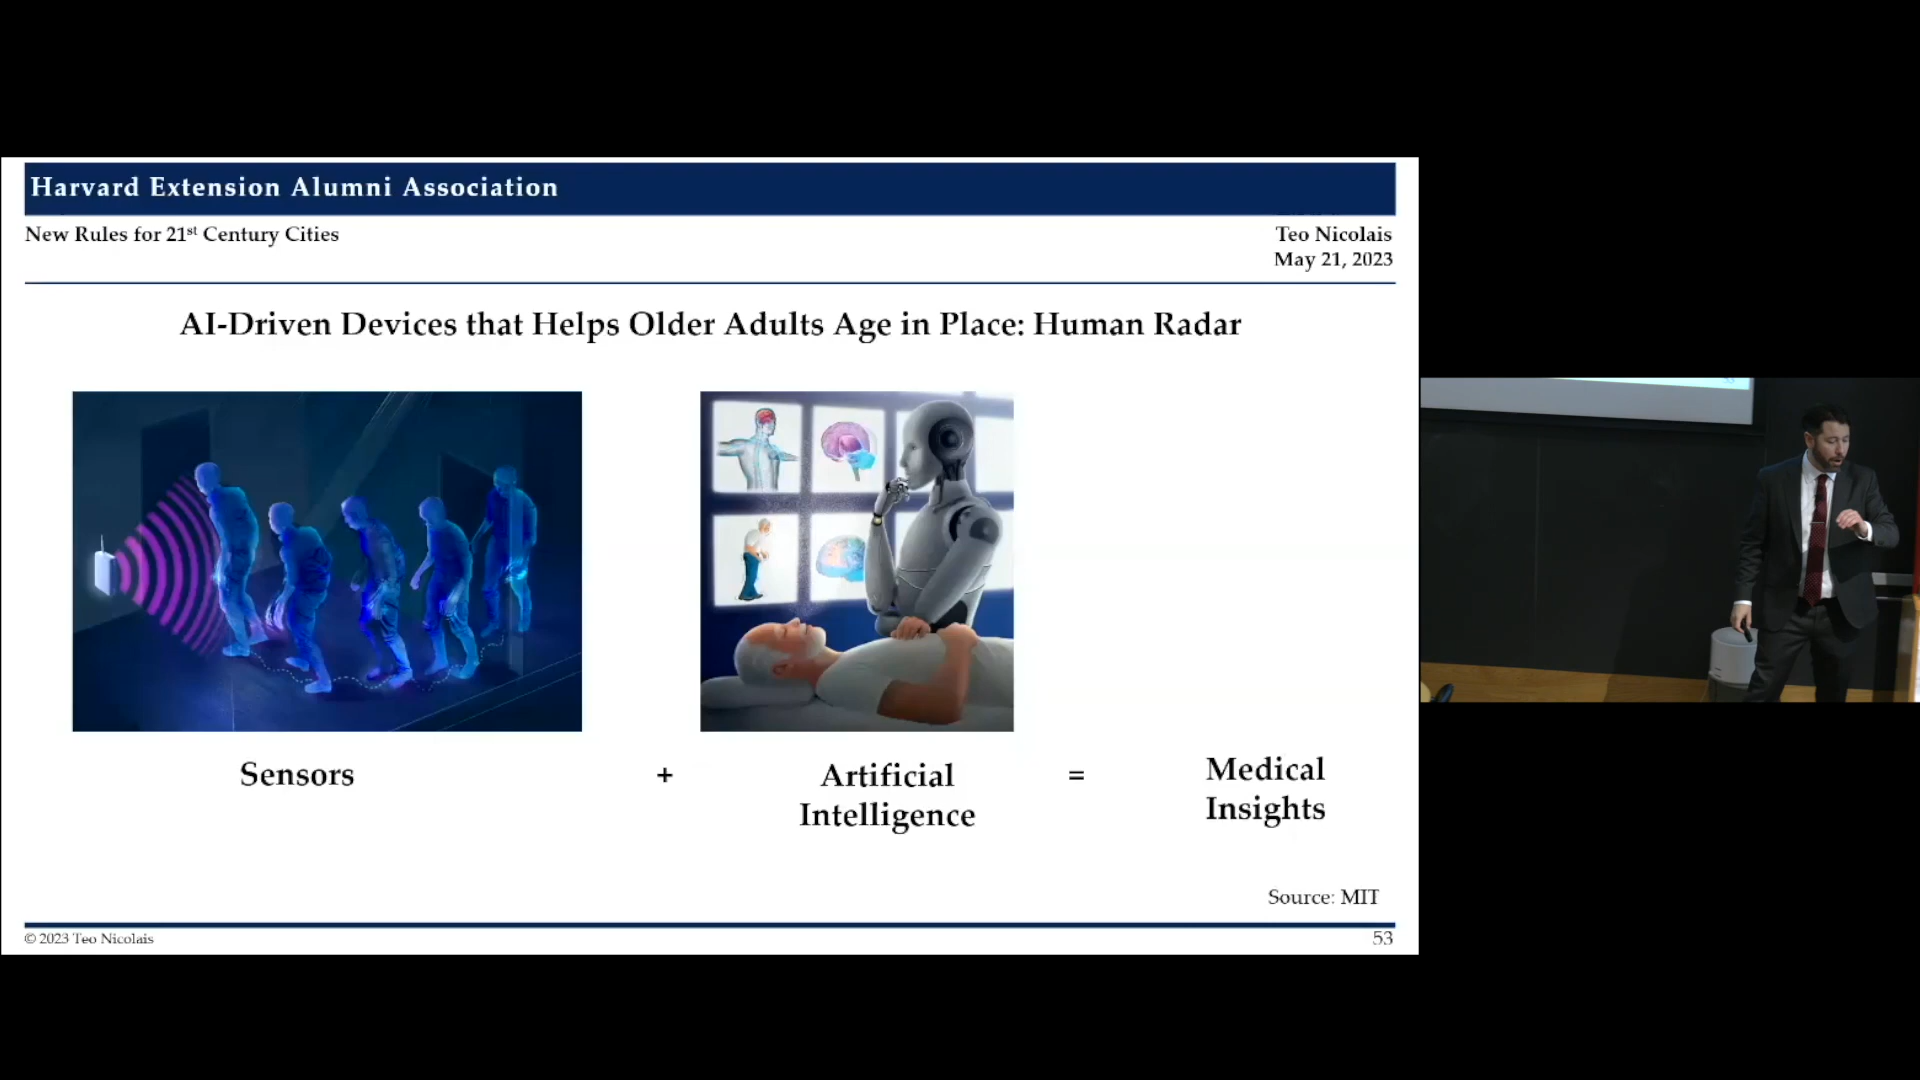 Harvard Extension Alumni Association
New Rules for 21st Century Cities
Teo Nicolais
May 21, 2023
AI-Driven Devices that Helps Older Adults Age in Place: Human Radar
Sensors
+
Artificial
Intelligence
=
Medical
Insights
Source: MIT
© 2023 Teo Nicolais
53